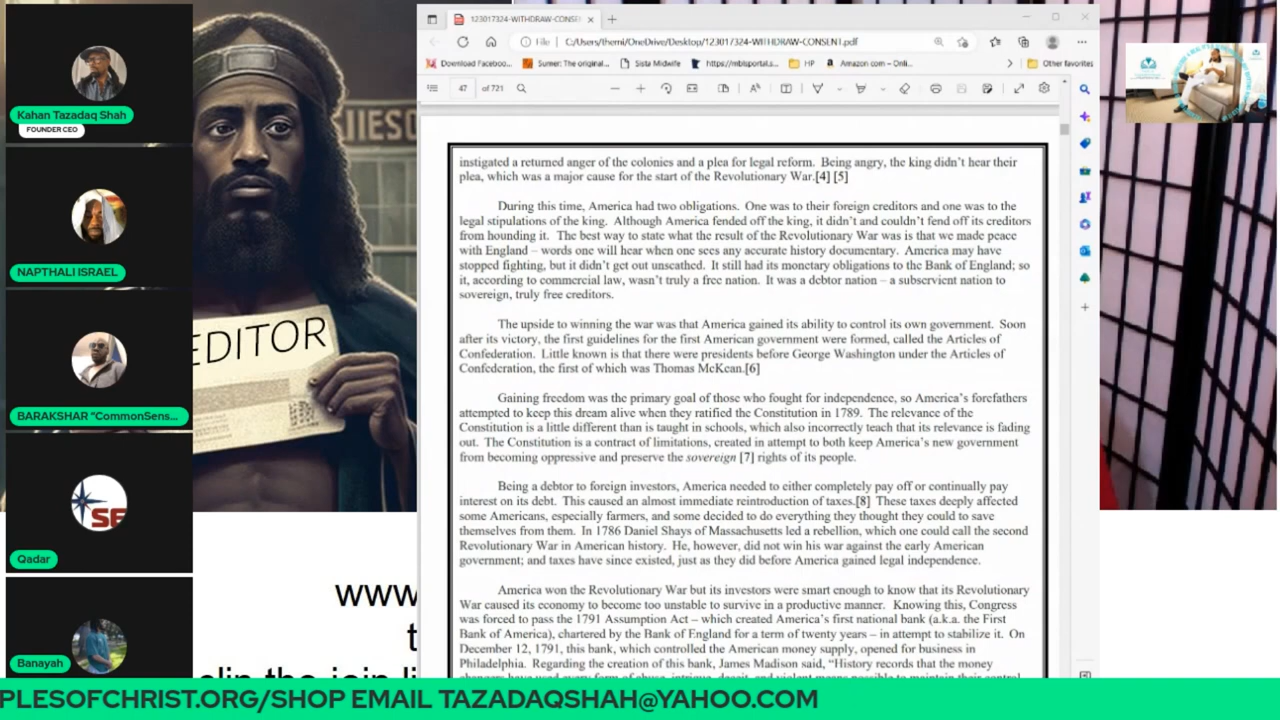 Kahan Tazadaq Shah
FOUNDER CEO
NAPTHALI ISRAEL
BARAKSHAR "CommonSens...
Qadar
Banayah
IIESC
EDITOR
www
t
123017324-WITHDRAW-CONSE
File
C:/Users/themi/OneDrive/Desktop/123017324-WITHDRAW-CONSENT.pdf
Download Faceboo...
Sumer: The original...
Sista Midwife
https://mbtsportal.s...
HP
Amazon com – Onli...
Other favorites
47 of 721
instigated a returned anger of the colonies and a plea for legal reform. Being angry, the king didn't hear their
plea, which was a major cause for the start of the Revolutionary War.[4] [5]
During this time, America had two obligations. One was to their foreign creditors and one was to the
legal stipulations of the king. Although America fended off the king, it didn't and couldn't fend off its creditors
from hounding it. The best way to state what the result of the Revolutionary War was is that we made peace
with England – words one will hear when one sees any accurate history documentary. America may have
stopped fighting, but it didn't get out unscathed. It still had its monetary obligations to the Bank of England; so
it, according to commercial law, wasn't truly a free nation. It was a debtor nation – a subservient nation to
sovereign, truly free creditors.
The upside to winning the war was that America gained its ability to control its own government. Soon
after its victory, the first guidelines for the first American government were formed, called the Articles of
Confederation. Little known is that there were presidents before George Washington under the Articles of
Confederation, the first of which was Thomas McKean.[6]
Gaining freedom was the primary goal of those who fought for independence, so America's forefathers
attempted to keep this dream alive when they ratified the Constitution in 1789. The relevance of the
Constitution is a little different than is taught in schools, which also incorrectly teach that its relevance is fading
out. The Constitution is a contract of limitations, created in attempt to both keep America's new government
from becoming oppressive and preserve the sovereign [7] rights of its people.
Being a debtor to foreign investors, America needed to either completely pay off or continually pay
interest on its debt. This caused an almost immediate reintroduction of taxes.[8] These taxes deeply affected
some Americans, especially farmers, and some decided to do everything they thought they could to save
themselves from them. In 1786 Daniel Shays of Massachusetts led a rebellion, which one could call the second
Revolutionary War in American history. He, however, did not win his war against the early American
government; and taxes have since existed, just as they did before America gained legal independence.
America won the Revolutionary War but its investors were smart enough to know that its Revolutionary
War caused its economy to become too unstable to survive in a productive manner. Knowing this, Congress
was forced to pass the 1791 Assumption Act – which created America's first national bank (a.k.a. the First
Bank of America), chartered by the Bank of England for a term of twenty years – in attempt to stabilize it. On
December 12, 1791, this bank, which controlled the American money supply, opened for business in
Philadelphia. Regarding the creation of this bank, James Madison said, "History records that the money
PLESOFCHRIST.ORG/SHOP EMAIL TAZADAQSHAH@YAHOO.COM